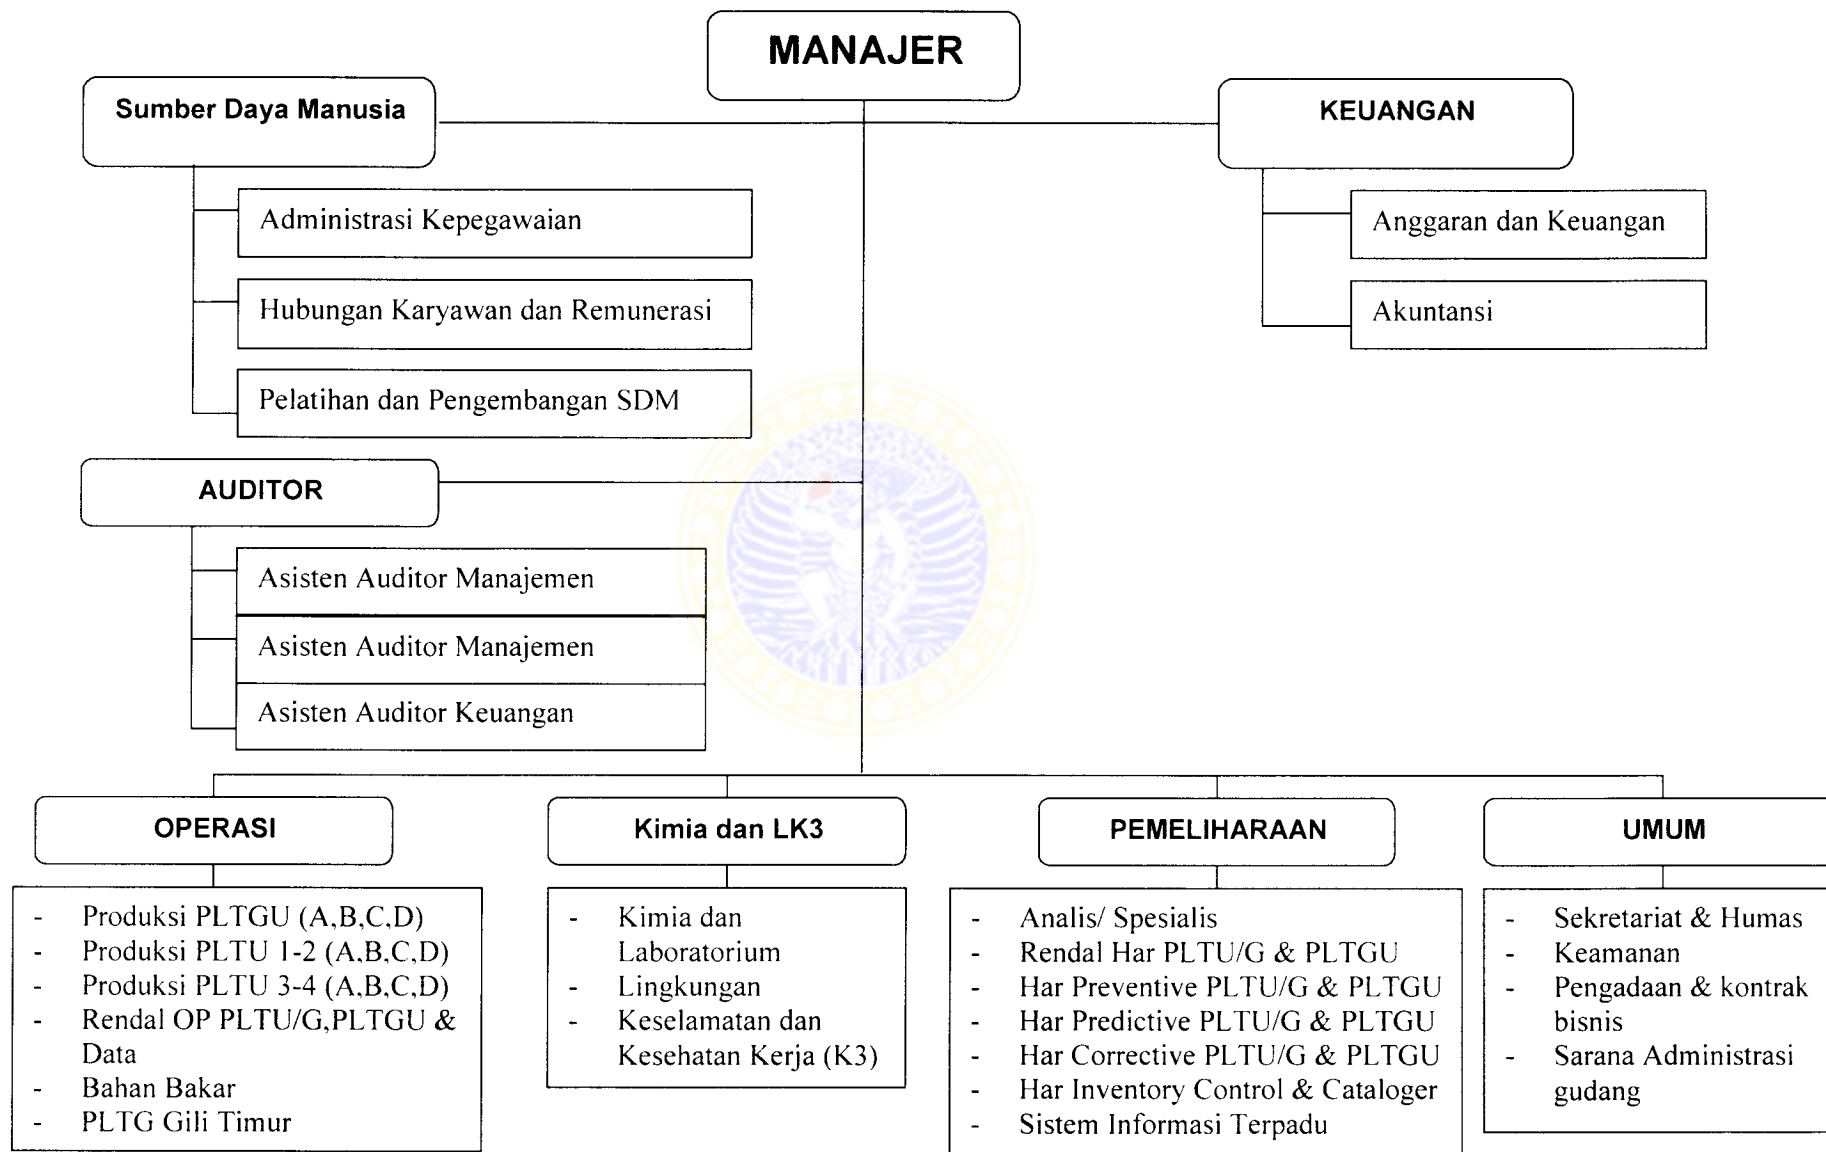 MANAJER
Sumber Daya Manusia
KEUANGAN
Administrasi Kepegawaian
Hubungan Karyawan dan Remunerasi
Pelatihan dan Pengembangan SDM
Anggaran dan Keuangan
Akuntansi
AUDITOR
Asisten Auditor Manajemen
Asisten Auditor Manajemen
Asisten Auditor Keuangan
OPERASI
- Produksi PLTGU (A,B,C,D)
- Produksi PLTU 1-2 (A,B,C,D)
- Produksi PLTU 3-4 (A,B,C,D)
- Rendal OP PLTU/G,PLTGU &
Data
- Bahan Bakar
- PLTG Gili Timur
Kimia dan LK3
- Kimia dan
Laboratorium
- Lingkungan
- Keselamatan dan
Kesehatan Kerja (K3)
PEMELIHARAAN
- Analis/ Spesialis
- Rendal Har PLTU/G & PLTGU
- Har Preventive PLTU/G & PLTGU
- Har Predictive PLTU/G & PLTGU
- Har Corrective PLTU/G & PLTGU
- Har Inventory Control & Cataloger
- Sistem Informasi Terpadu
UMUM
- Sekretariat & Humas
- Keamanan
- Pengadaan & kontrak
bisnis
- Sarana Administrasi
gudang